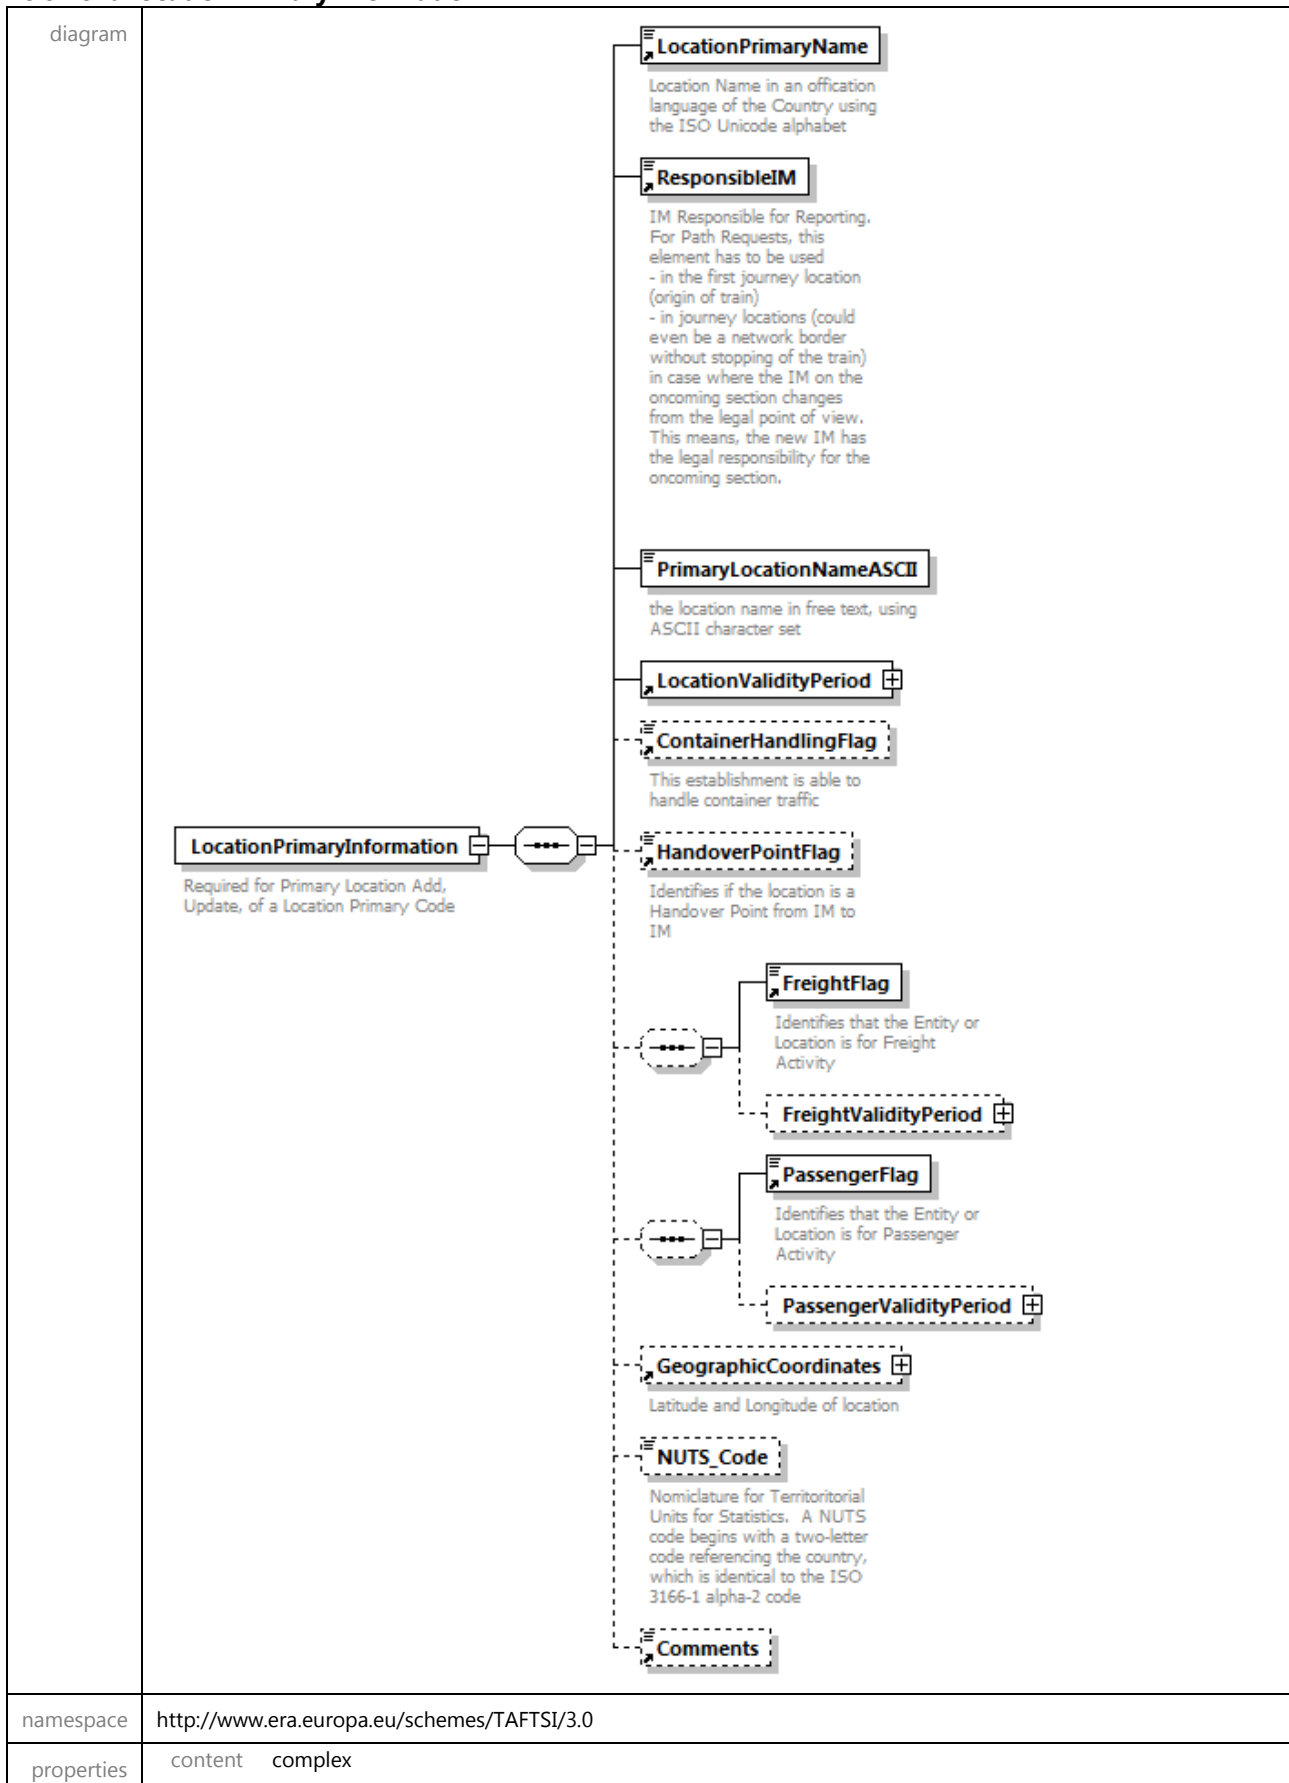 diagram
LocationPrimaryName
Location Name in an offication
language of the Country using
the ISO Unicode alphabet
ResponsibleIM
IM Responsible for Reporting.
For Path Requests, this
element has to be used
- in the first journey location
(origin of train)
- in journey locations (could
even be a network border
without stopping of the train)
in case where the IM on the
oncoming section changes
from the legal point of view.
This means, the new IM has
the legal responsibility for the
oncoming section.
PrimaryLocationNameASCII
the location name in free text, using
ASCII character set
LocationValidityPeriod
ContainerHandlingFlag
This establishment is able to
handle container traffic
LocationPrimaryInformation
Required for Primary Location Add,
Update, of a Location Primary Code
HandoverPointFlag
Identifies if the location is a
Handover Point from IM to
IM
FreightFlag
Identifies that the Entity or
Location is for Freight
Activity
FreightValidityPeriod
PassengerFlag
Identifies that the Entity or
Location is for Passenger
Activity
PassengerValidityPeriod
GeographicCoordinates
Latitude and Longitude of location
NUTS_Code
Nomiclature for Territoritorial
Units for Statistics. A NUTS
code begins with a two-letter
code referencing the country,
which is identical to the ISO
3166-1 alpha-2 code
Comments
namespace http://www.era.europa.eu/schemes/TAFTSI/3.0
properties content complex